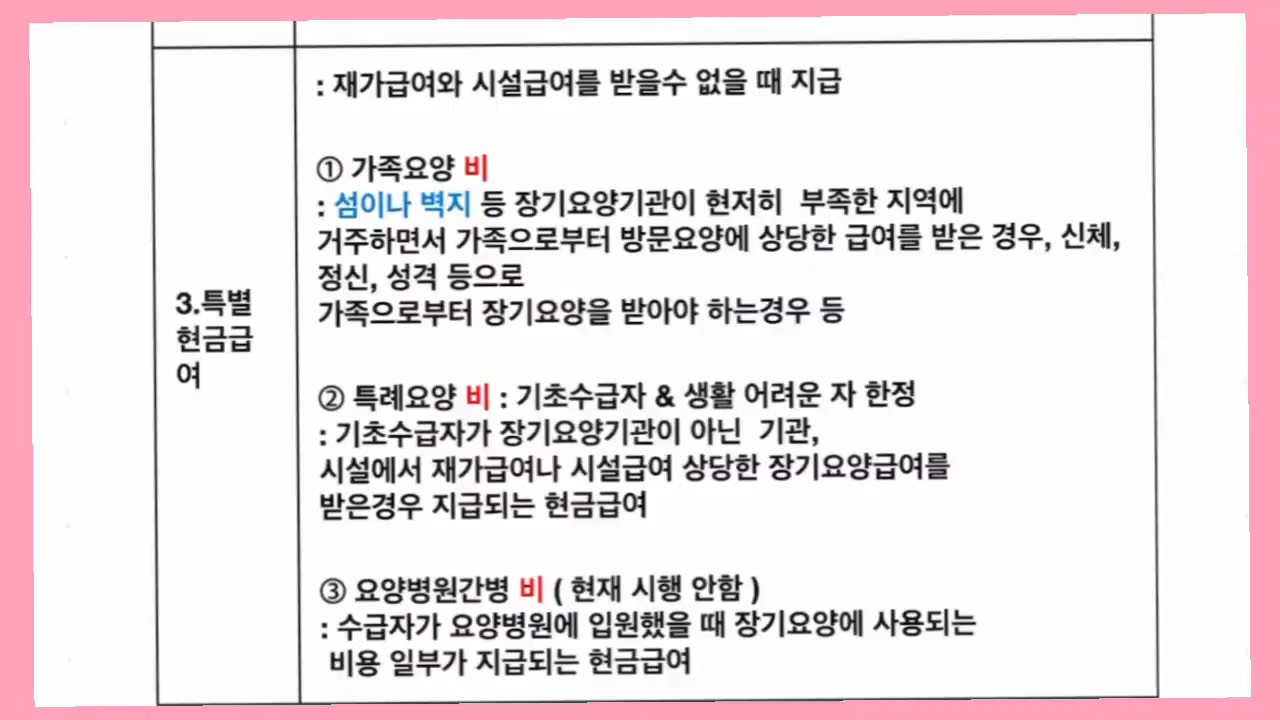 : 재가급여와 시설급여를 받을수 없을 때 지급
① 가족요양 비
: 섬이나 벽지 등 장기요양기관이 현저히 부족한 지역에
거주하면서 가족으로부터 방문요양에 상당한 급여를 받은 경우, 신체,
정신, 성격 등으로
가족으로부터 장기요양을 받아야 하는경우 등
3.특별
현금급
여
② 특례요양 비 : 기초수급자 & 생활 어려운 자 한정
: 기초수급자가 장기요양기관이 아닌 기관,
시설에서 재가급여나 시설급여 상당한 장기요양급여를
받은경우 지급되는 현금급여
③ 요양병원간병 비 ( 현재 시행 안함 )
: 수급자가 요양병원에 입원했을 때 장기요양에 사용되는
비용 일부가 지급되는 현금급여